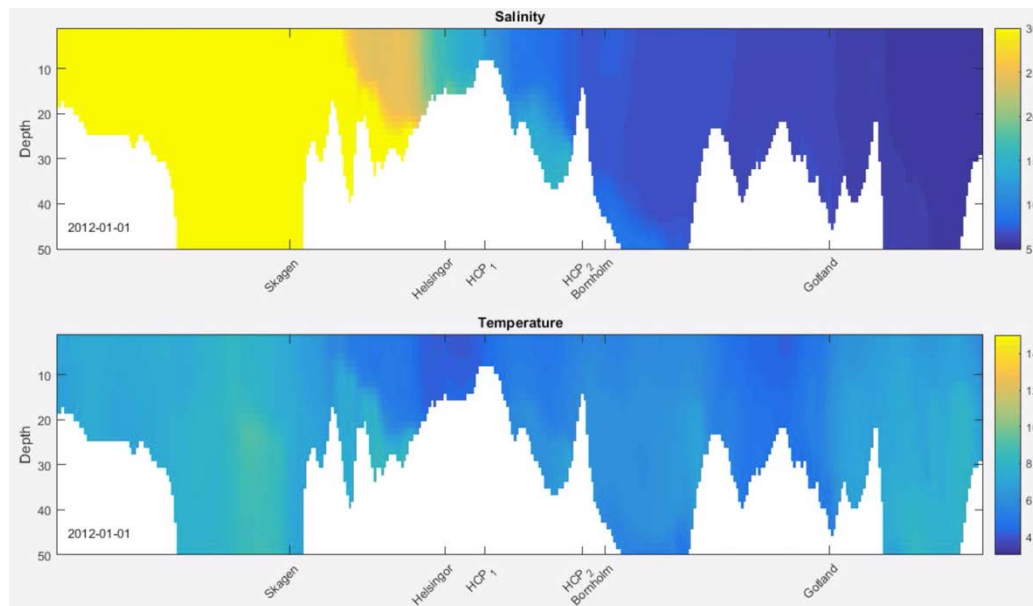 Salinity
Depth
10
20
30
40
50
2012-01-01
Skagen
Helsingor
HCP 1
HCP 2
Bornholm
Gotland
5
Temperature
Depth
10
20
30
40
50
2012-01-01
Skagen
Helsingor
HCP 1
HCP 2
Bornholm
Gotland
8
6
4